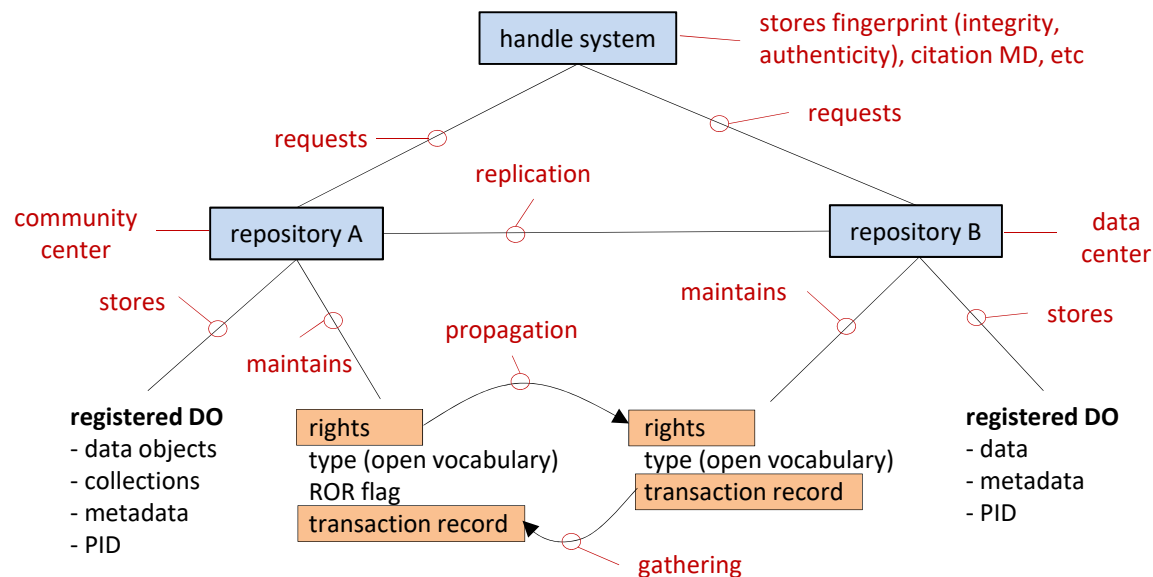 handle system
stores fingerprint (integrity,
authenticity), citation MD, etc
requests
requests
replication
community
center
repository A
repository B
data
center
stores
maintains
propagation
maintains
stores
registered DO
- data objects
- collections
- metadata
- PID
rights
type (open vocabulary)
ROR flag
transaction record
rights
type (open vocabulary)
transaction record
gathering
registered DO
- data
- metadata
- PID